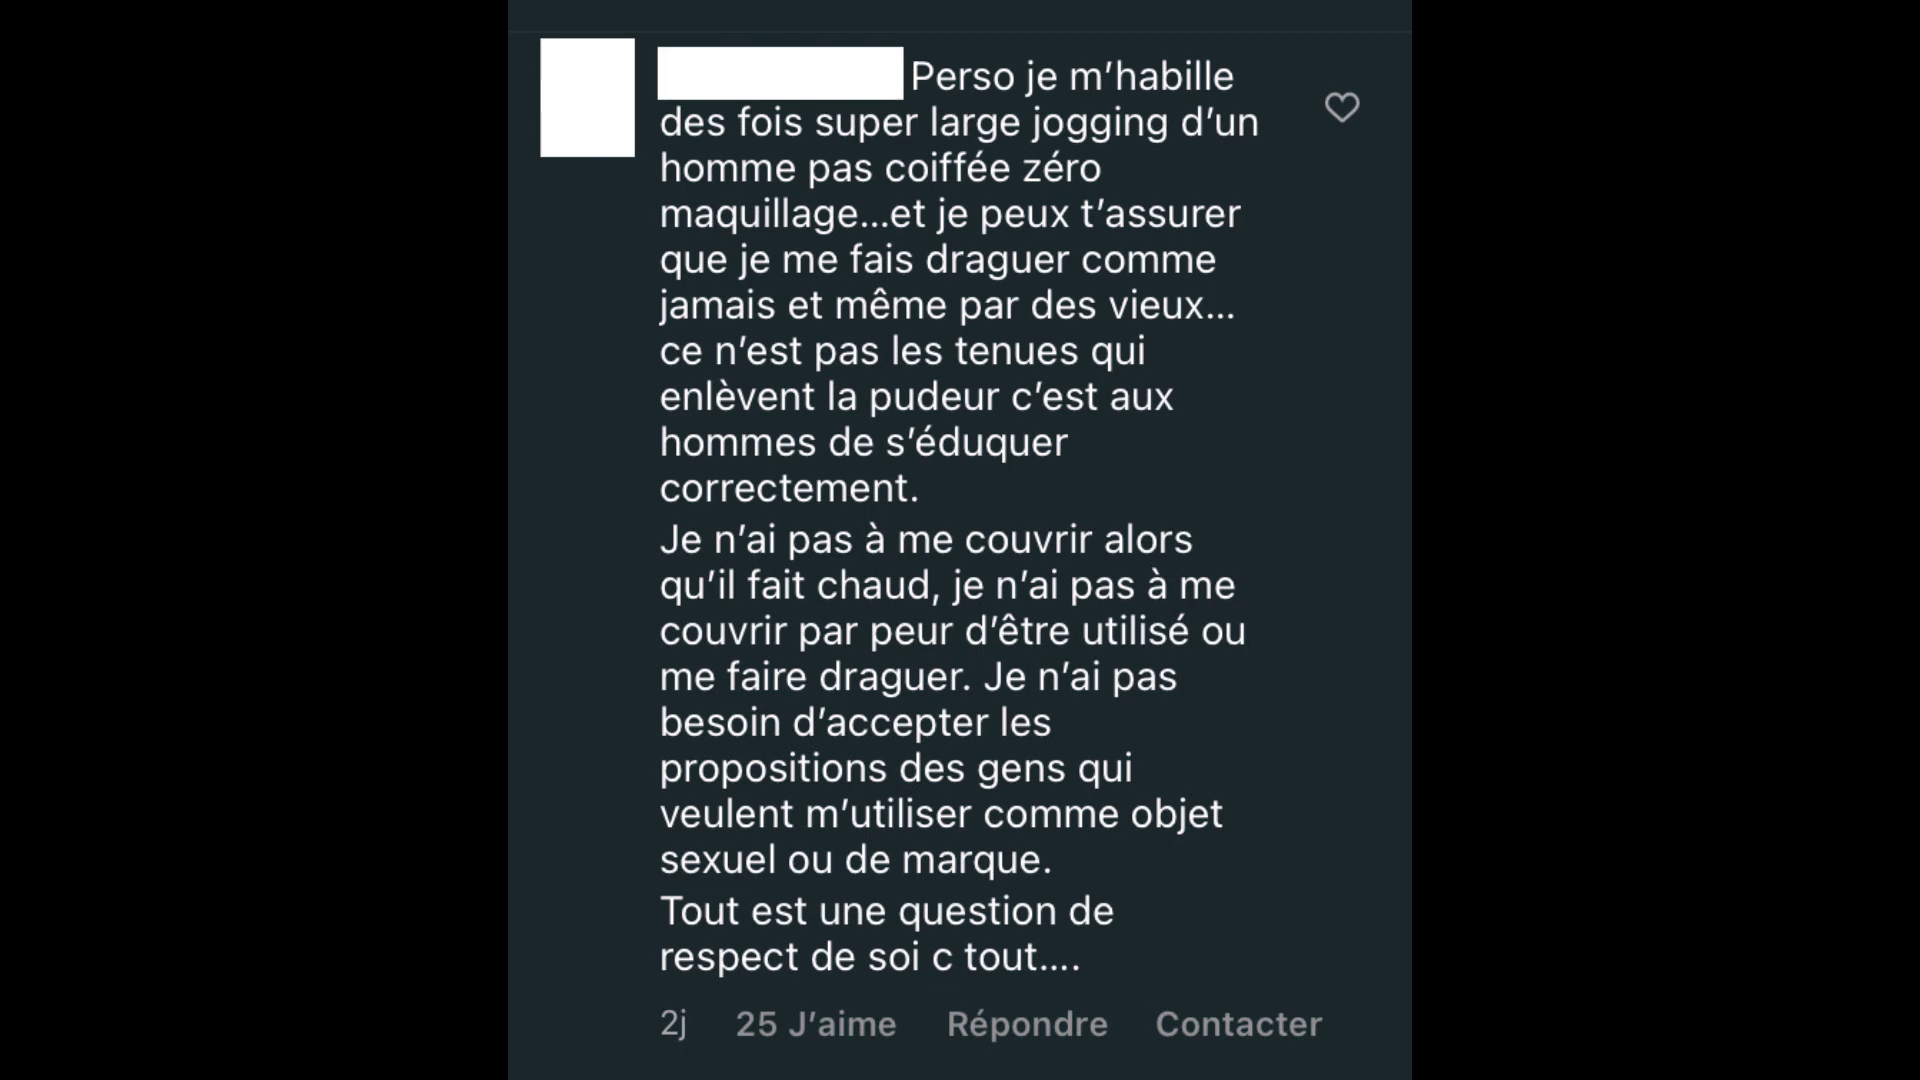 Perso je m’habille
des fois super large jogging d’un
homme pas coiffée zéro
maquillage...et je peux t’assurer
que je me fais draguer comme
jamais et même par des vieux...
ce n’est pas les tenues qui
enlèvent la pudeur c’est aux
hommes de s’éduquer
correctement.
Je n’ai pas à me couvrir alors
qu’il fait chaud, je n’ai pas à me
couvrir par peur d’être utilisé ou
me faire draguer. Je n’ai pas
besoin d’accepter les
propositions des gens qui
veulent m’utiliser comme objet
sexuel ou de marque.
Tout est une question de
respect de soi c tout....
2j 25 J’aime Répondre Contacter